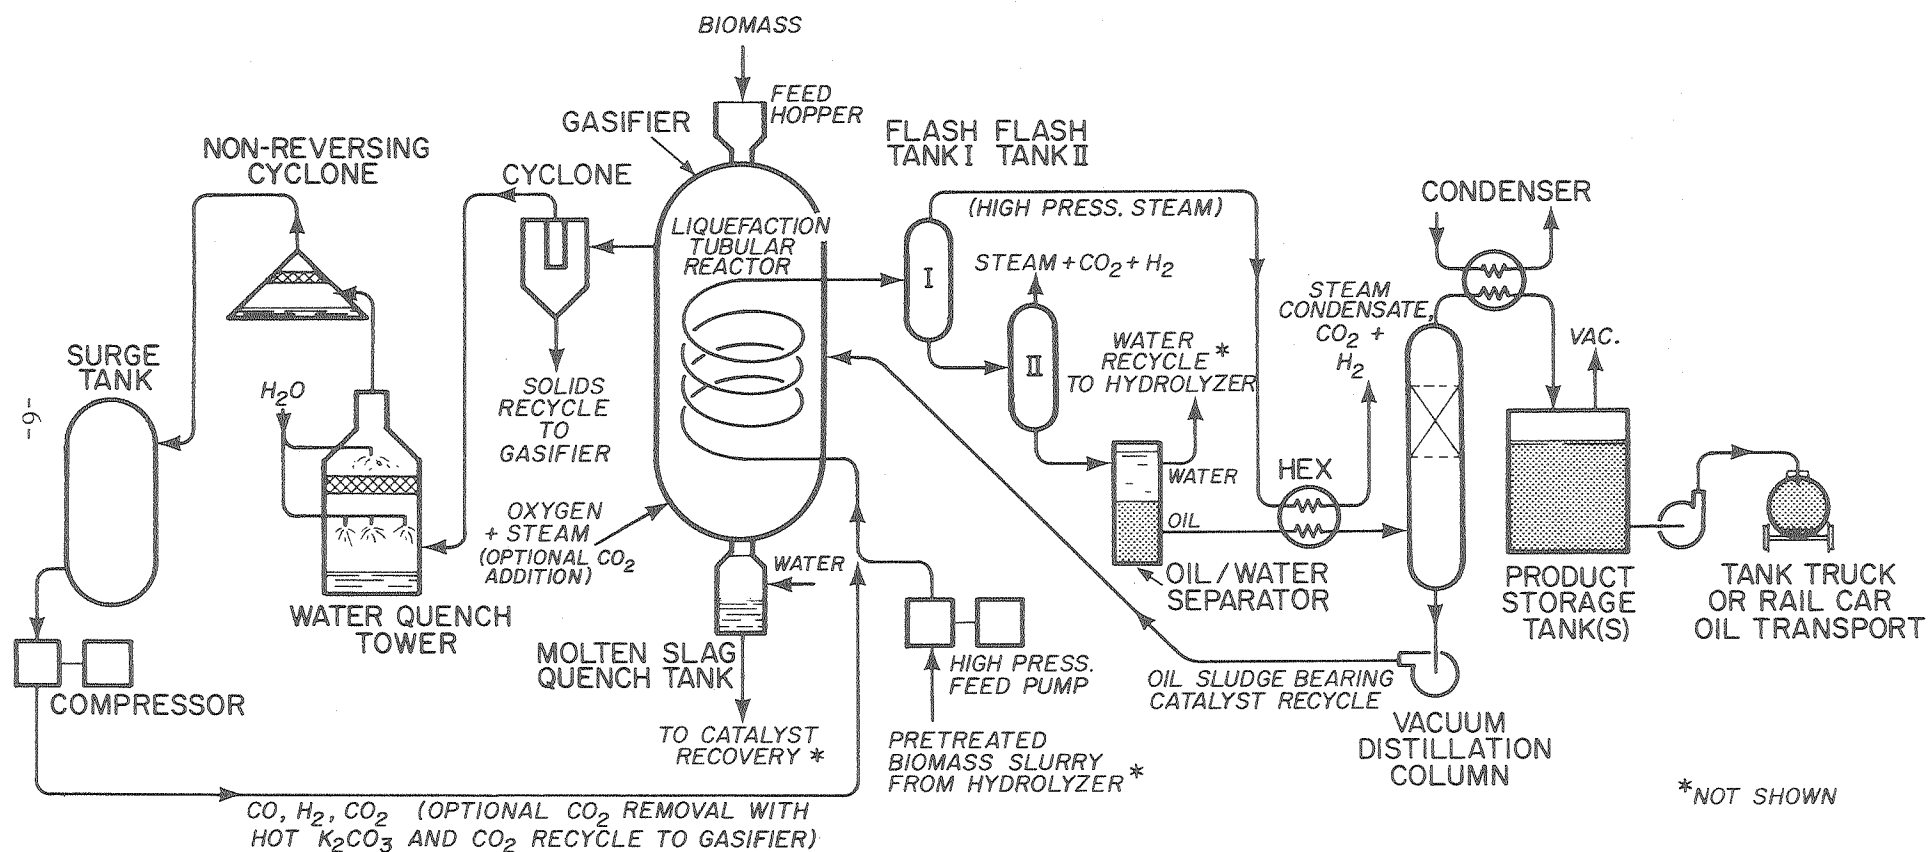 BIOMASS
FEED
HOPPER
GASIFIER
NON-REVERSING
CYCLONE
CYCLONE
FLASH
TANK I
FLASH
TANK II
CONDENSER
LIQUEFACTION
TUBULAR
REACTOR
(HIGH PRESS. STEAM)
I
STEAM + CO₂ + H₂
II
STEAM
CONDENSATE,
CO₂ +
H₂
VAC.
WATER
RECYCLE *
TO HYDROLYZER
SURGE
TANK
H₂O
SOLIDS
RECYCLE
TO
GASIFIER
-9-
WATER
OIL
HEX
OXYGEN
+ STEAM
(OPTIONAL CO₂
ADDITION)
WATER
OIL/WATER
SEPARATOR
PRODUCT
STORAGE
TANK(S)
TANK TRUCK
OR RAIL CAR
OIL TRANSPORT
WATER QUENCH
TOWER
MOLTEN SLAG
QUENCH TANK
HIGH PRESS.
FEED PUMP
OIL SLUDGE BEARING
CATALYST RECYCLE
COMPRESSOR
TO CATALYST
RECOVERY *
PRETREATED
BIOMASS SLURRY
FROM HYDROLYZER *
VACUUM
DISTILLATION
COLUMN
*NOT SHOWN
CO, H₂, CO₂ (OPTIONAL CO₂ REMOVAL WITH
HOT K₂CO₃ AND CO₂ RECYCLE TO GASIFIER)